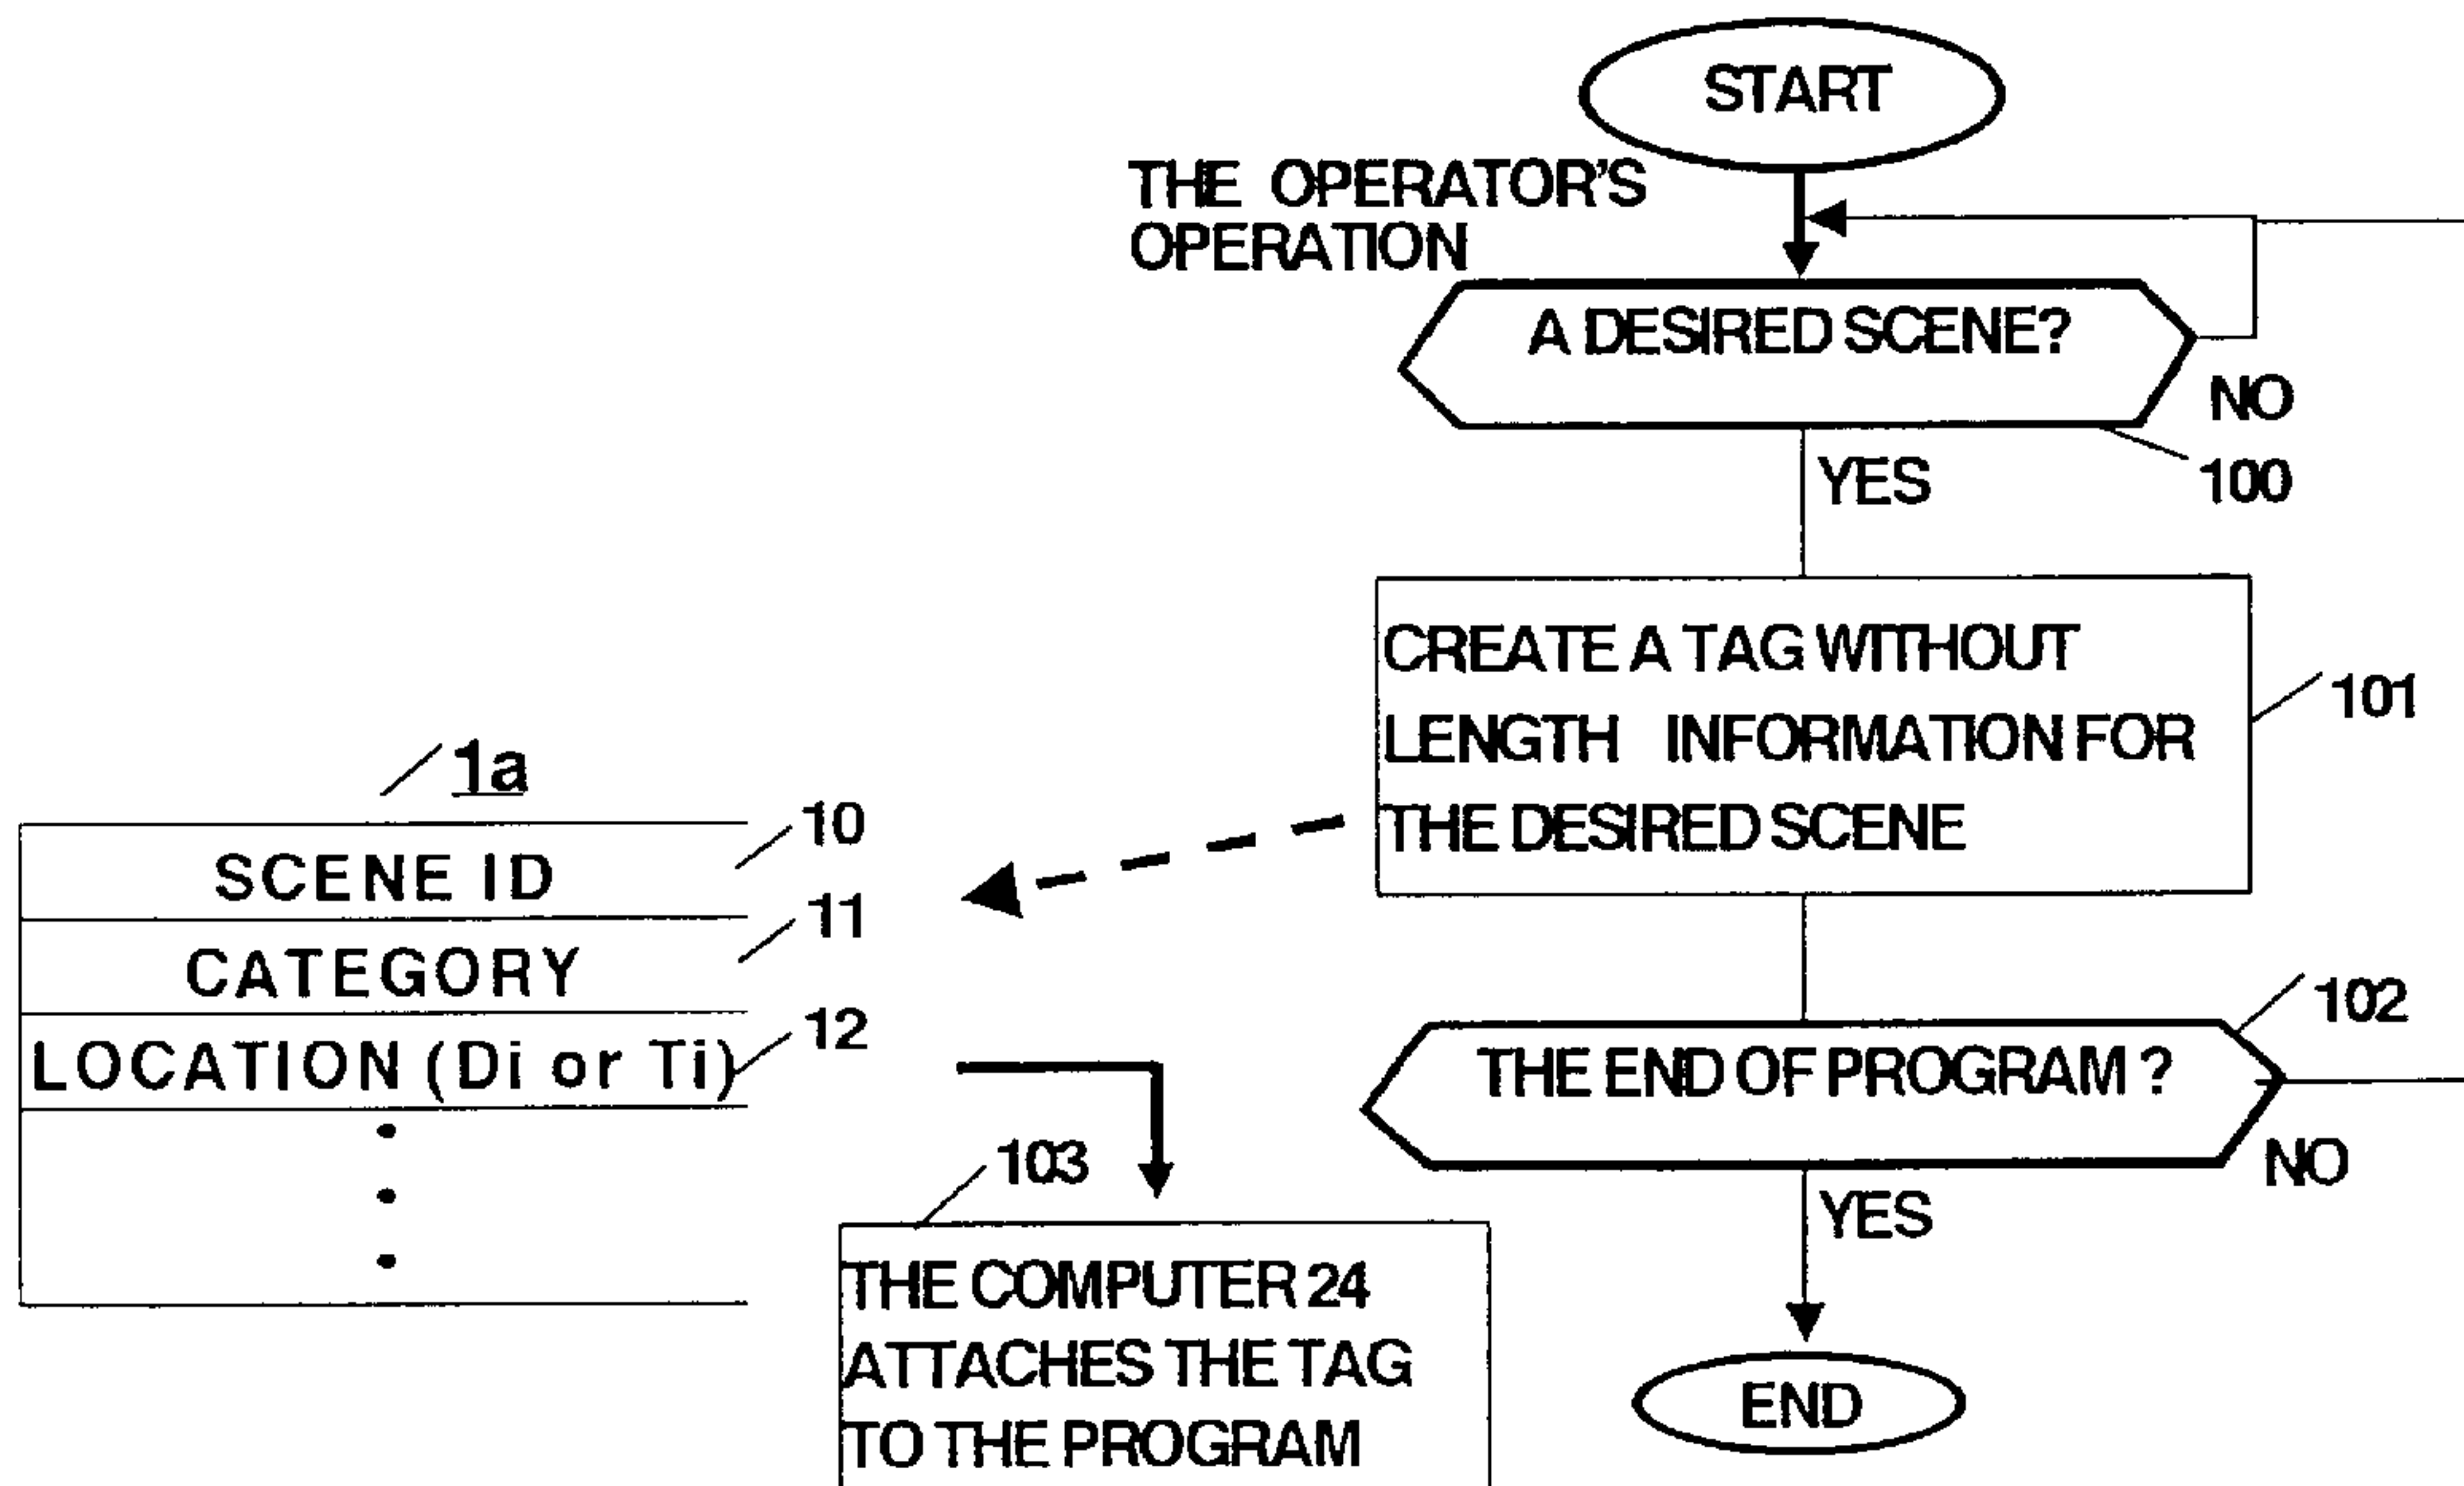 START
THE OPERATOR'S
OPERATION
A DESIRED SCENE?
NO
100
YES
CREATE A TAG WITHOUT
LENGTH INFORMATION FOR
THE DESIRED SCENE
101
1a
10
SCENE ID
11
CATEGORY
12
LOCATION (Di or Ti)
102
THE END OF PROGRAM ?
NO
YES
103
THE COMPUTER 24
ATTACHES THE TAG
TO THE PROGRAM
END